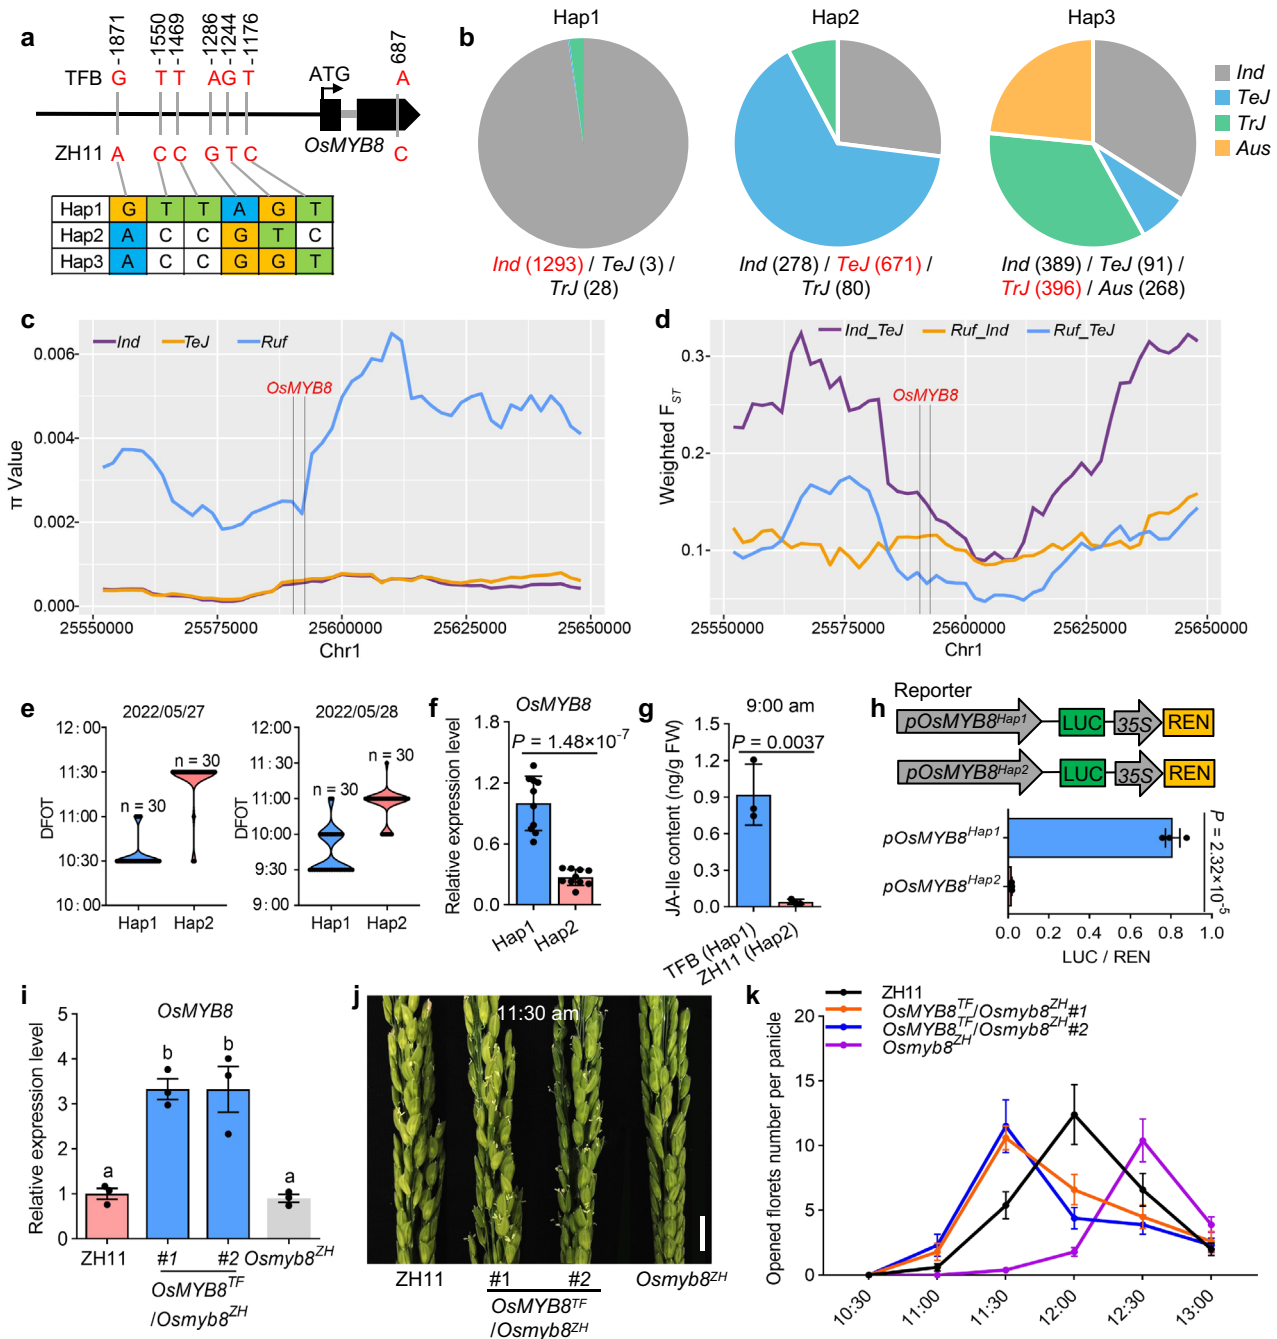 a
-1871
-1550
-1469
-1286
-1244
-1176
687
TFB G T T A G T A
ATG
OsMYB8
ZH11 A C C G T C C
Hap1 G T T A G T
Hap2 A C C G T C
Hap3 A C C G G T
b
Hap1 Hap2 Hap3
Ind
TeJ
TrJ
Aus
Ind (1293) / TeJ (3) /
TrJ (28)
Ind (278) / TeJ (671) /
TrJ (80)
Ind (389) / TeJ (91) /
TrJ (396) / Aus (268)
c
Ind TeJ Ruf
OsMYB8
π Value
0.006
0.004
0.002
0.000
25550000 25575000 25600000 25625000 25650000
Chr1
d
Ind_TeJ Ruf_Ind Ruf_TeJ
OsMYB8
Weighted FST
0.3
0.2
0.1
25550000 25575000 25600000 25625000 25650000
Chr1
e
2022/05/27
DFOT
12:00
11:30
11:00
10:30
10:00
n = 30
n = 30
Hap1 Hap2
2022/05/28
DFOT
12:00
11:30
11:00
10:00
9:30
9:00
n = 30
n = 30
Hap1 Hap2
f
OsMYB8
P = 1.48×10-7
Relative expression level
1.8
1.2
0.6
0.0
Hap1
Hap2
g
9:00 am
P = 0.0037
JA-Ile content (ng/g FW)
1.5
1.2
0.9
0.6
0.3
0.0
TFB (Hap1)
ZH11 (Hap2)
h
Reporter
pOsMYB8Hap1 LUC 35S REN
pOsMYB8Hap2 LUC 35S REN
pOsMYB8Hap1
pOsMYB8Hap2
P = 2.32×10-5
0.0 0.2 0.4 0.6 0.8 1.0
LUC / REN
i
OsMYB8
Relative expression level
5
4
3
2
1
0
a b b a
ZH11 #1 #2 Osmyb8ZH
OsMYB8TF
/Osmyb8ZH
j
11:30 am
ZH11 #1 #2 Osmyb8ZH
OsMYB8TF
/Osmyb8ZH
k
ZH11
OsMYB8TF/Osmyb8ZH#1
OsMYB8TF/Osmyb8ZH#2
Osmyb8ZH
Opened florets number per panicle
20
15
10
5
0
10:30 11:00 11:30 12:00 12:30 13:00